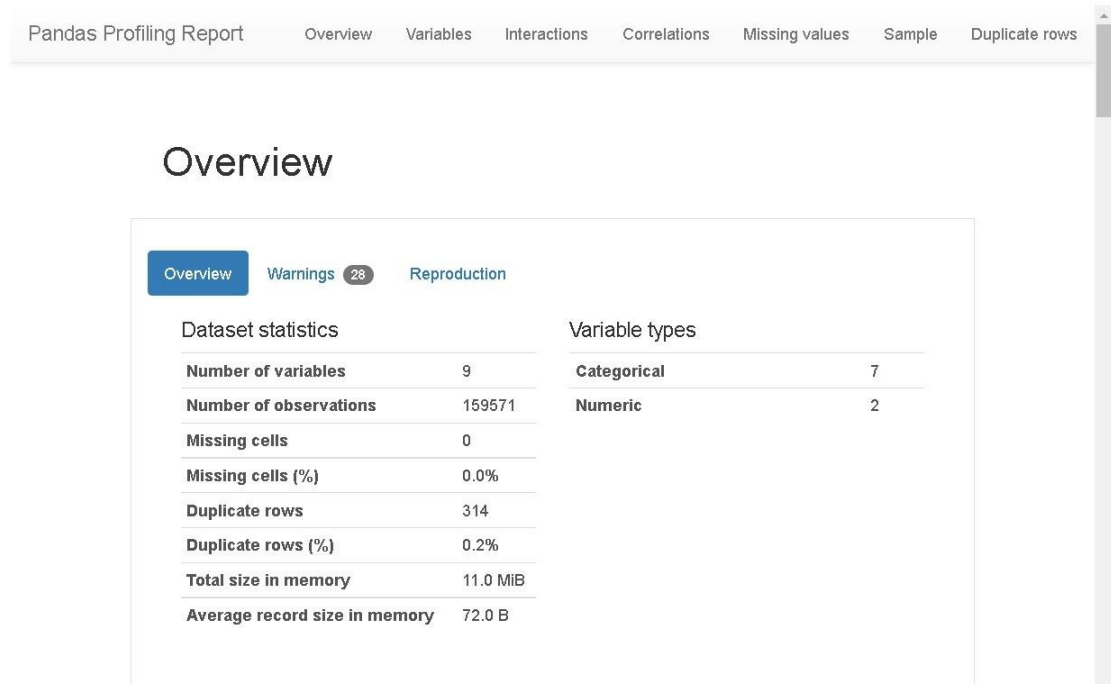 Pandas Profiling Report Overview Variables Interactions Correlations Missing values Sample Duplicate rows
Overview
Overview Warnings 28 Reproduction
Dataset statistics
Number of variables 9
Number of observations 159571
Missing cells 0
Missing cells (%) 0.0%
Duplicate rows 314
Duplicate rows (%) 0.2%
Total size in memory 11.0 MiB
Average record size in memory 72.0 B
Variable types
Categorical 7
Numeric 2